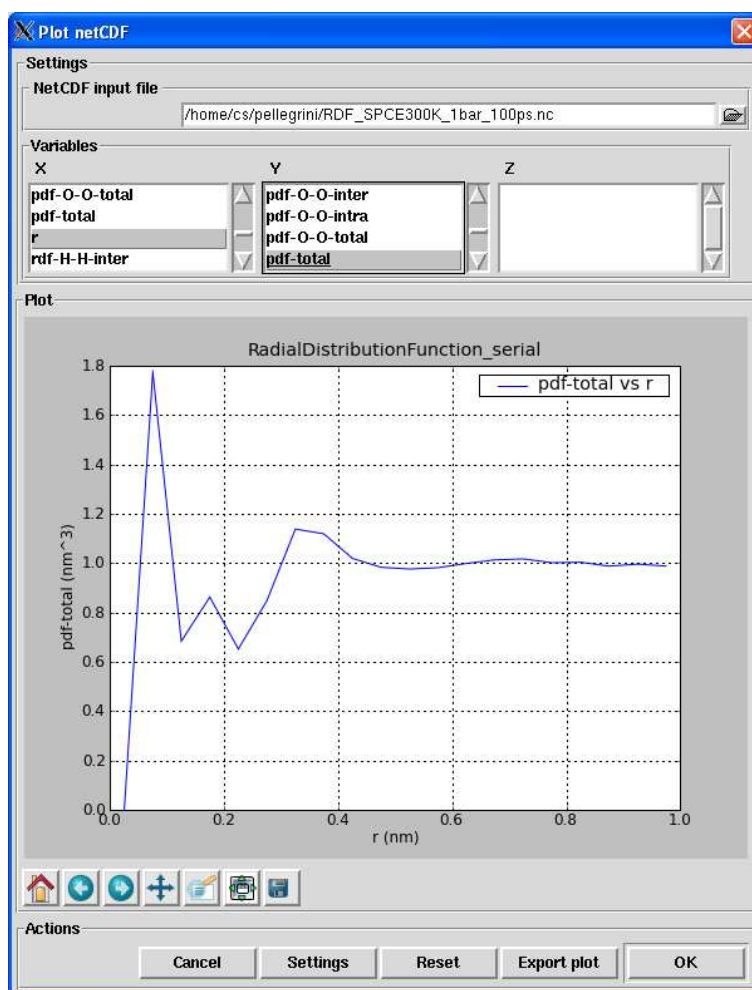 Plot netCDF
Settings
NetCDF input file
/home/cs/pellegrini/RDF_SPCE300K_1bar_100ps.nc
Variables
X Y Z
pdf-O-O-total pdf-O-O-inter
pdf-total pdf-O-O-intra
r pdf-O-O-total
rdf-H-H-inter pdf-total
Plot
RadialDistributionFunction_serial
pdf-total vs r
1.8
1.6
1.4
1.2
1.0
0.8
0.6
0.4
0.2
0.0
pdf-total (nm^3)
0.0 0.2 0.4 0.6 0.8 1.0
r (nm)
Actions
Cancel Settings Reset Export plot OK